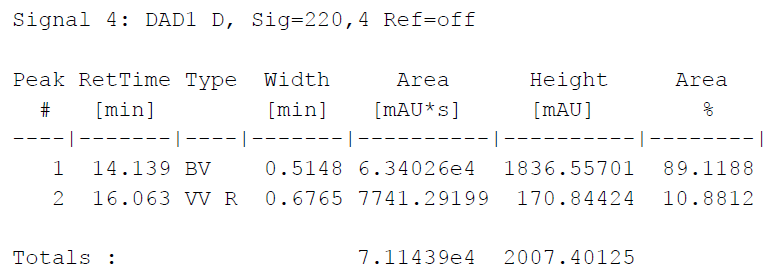 Signal 4: DAD1 D, Sig=220,4 Ref=off
Peak RetTime Type  Width     Area      Height     Area
  #   [min]        [min]   [mAU*s]     [mAU]        %
----|-------|----|-------|----------|----------|--------|
   1  14.139 BV    0.5148 6.34026e4  1836.55701  89.1188
   2  16.063 VV R  0.6765 7741.29199  170.84424  10.8812
Totals :                  7.11439e4  2007.40125